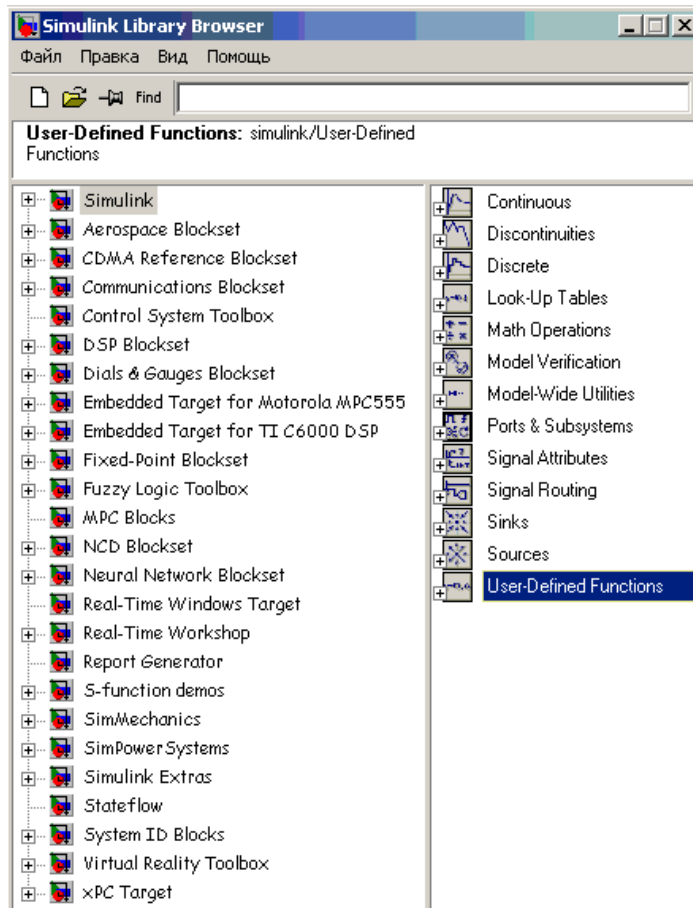 Simulink Library Browser
Файл Правка Вид Помощь
Find
User-Defined Functions: simulink/User-Defined
Functions
Simulink
Aerospace Blockset
CDMA Reference Blockset
Communications Blockset
Control System Toolbox
DSP Blockset
Dials & Gauges Blockset
Embedded Target for Motorola MPC555
Embedded Target for TI C6000 DSP
Fixed-Point Blockset
Fuzzy Logic Toolbox
MPC Blocks
NCD Blockset
Neural Network Blockset
Real-Time Windows Target
Real-Time Workshop
Report Generator
S-function demos
SimMechanics
SimPowerSystems
Simulink Extras
Stateflow
System ID Blocks
Virtual Reality Toolbox
xPC Target
Continuous
Discontinuities
Discrete
Look-Up Tables
Math Operations
Model Verification
Model-Wide Utilities
Ports & Subsystems
Signal Attributes
Signal Routing
Sinks
Sources
User-Defined Functions